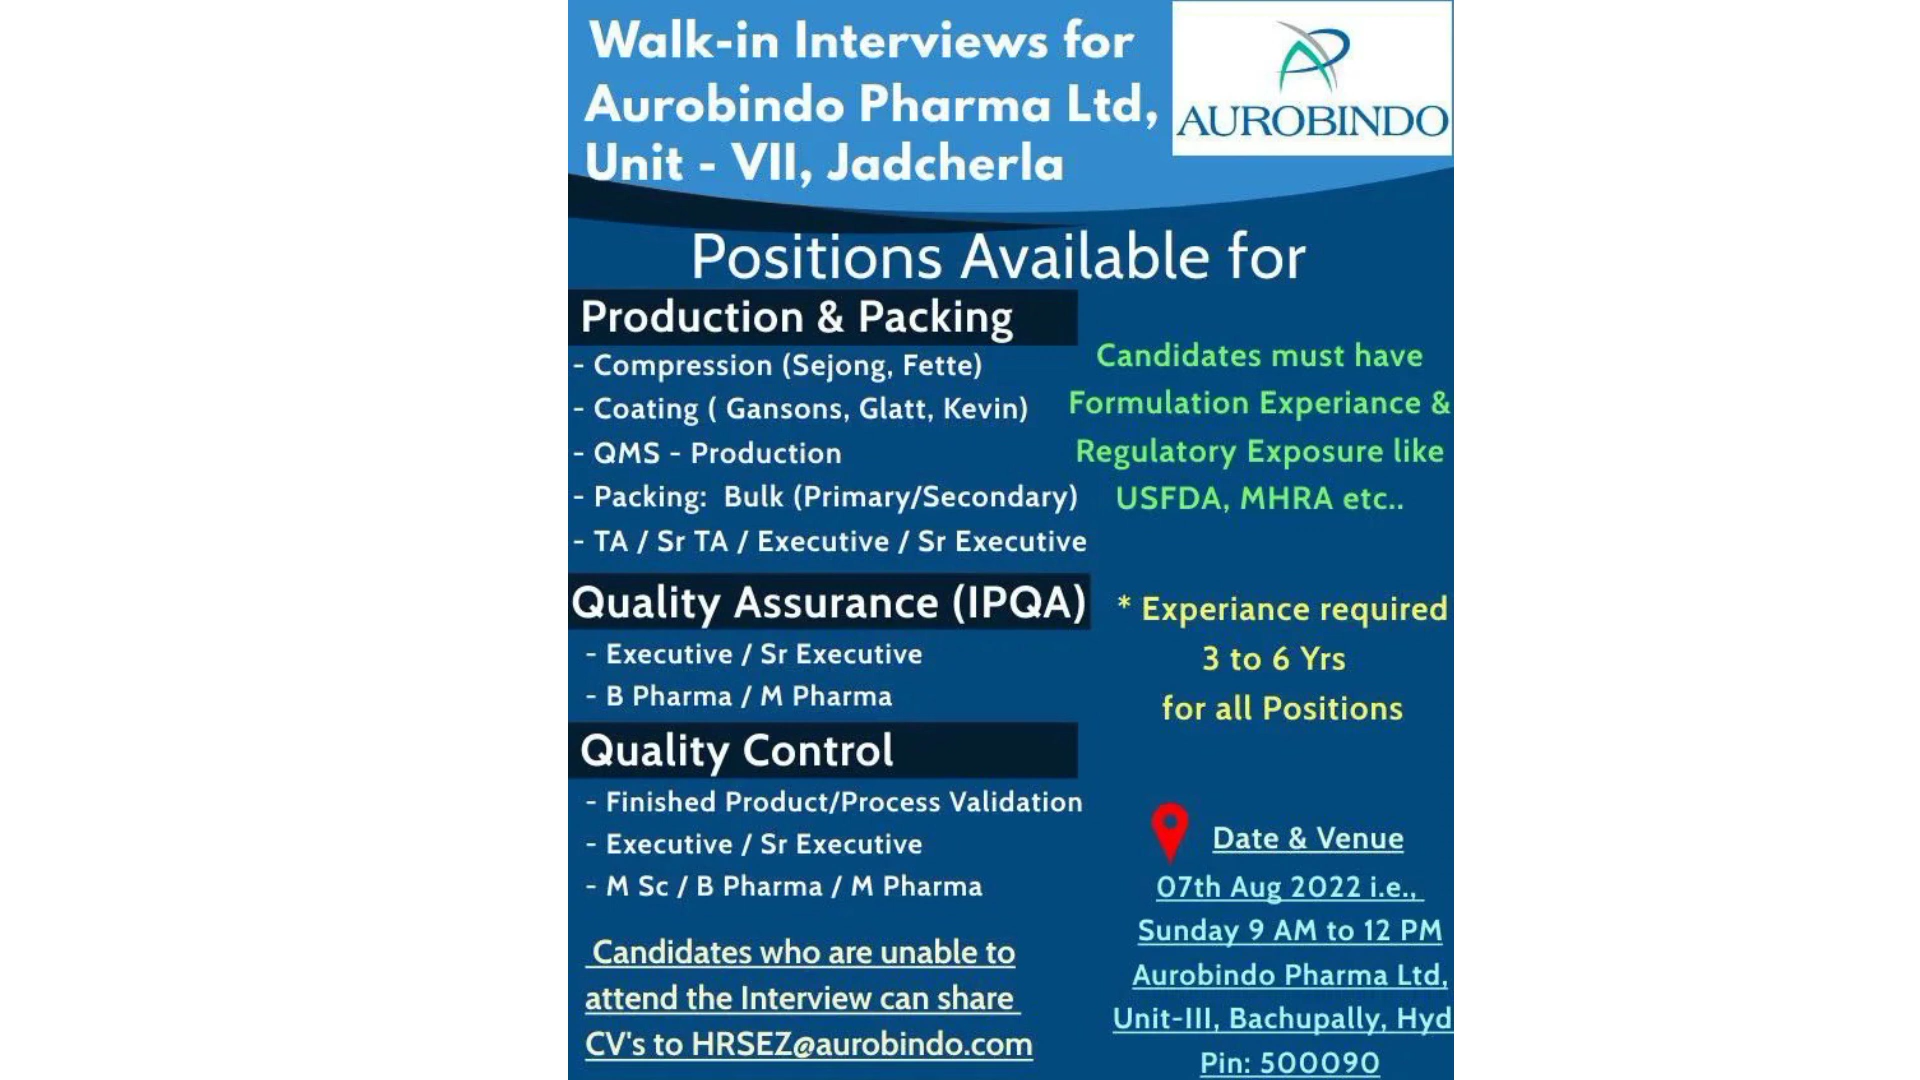 Walk-in Interviews for
Aurobindo Pharma Ltd,
Unit - VII, Jadcherla
AUROBINDO
Positions Available for
Production & Packing
- Compression (Sejong, Fette)
- Coating ( Gansons, Glatt, Kevin)
- QMS - Production
- Packing: Bulk (Primary/Secondary)
- TA / Sr TA / Executive / Sr Executive
Candidates must have
Formulation Experiance &
Regulatory Exposure like
USFDA, MHRA etc..
Quality Assurance (IPQA)
- Executive / Sr Executive
- B Pharma / M Pharma
* Experiance required
3 to 6 Yrs
for all Positions
Quality Control
- Finished Product/Process Validation
- Executive / Sr Executive
- M Sc / B Pharma / M Pharma
Candidates who are unable to
attend the Interview can share
CV's to HRSEZ@aurobindo.com
Date & Venue
07th Aug 2022 i.e.,
Sunday 9 AM to 12 PM
Aurobindo Pharma Ltd,
Unit-III, Bachupally, Hyd
Pin: 500090